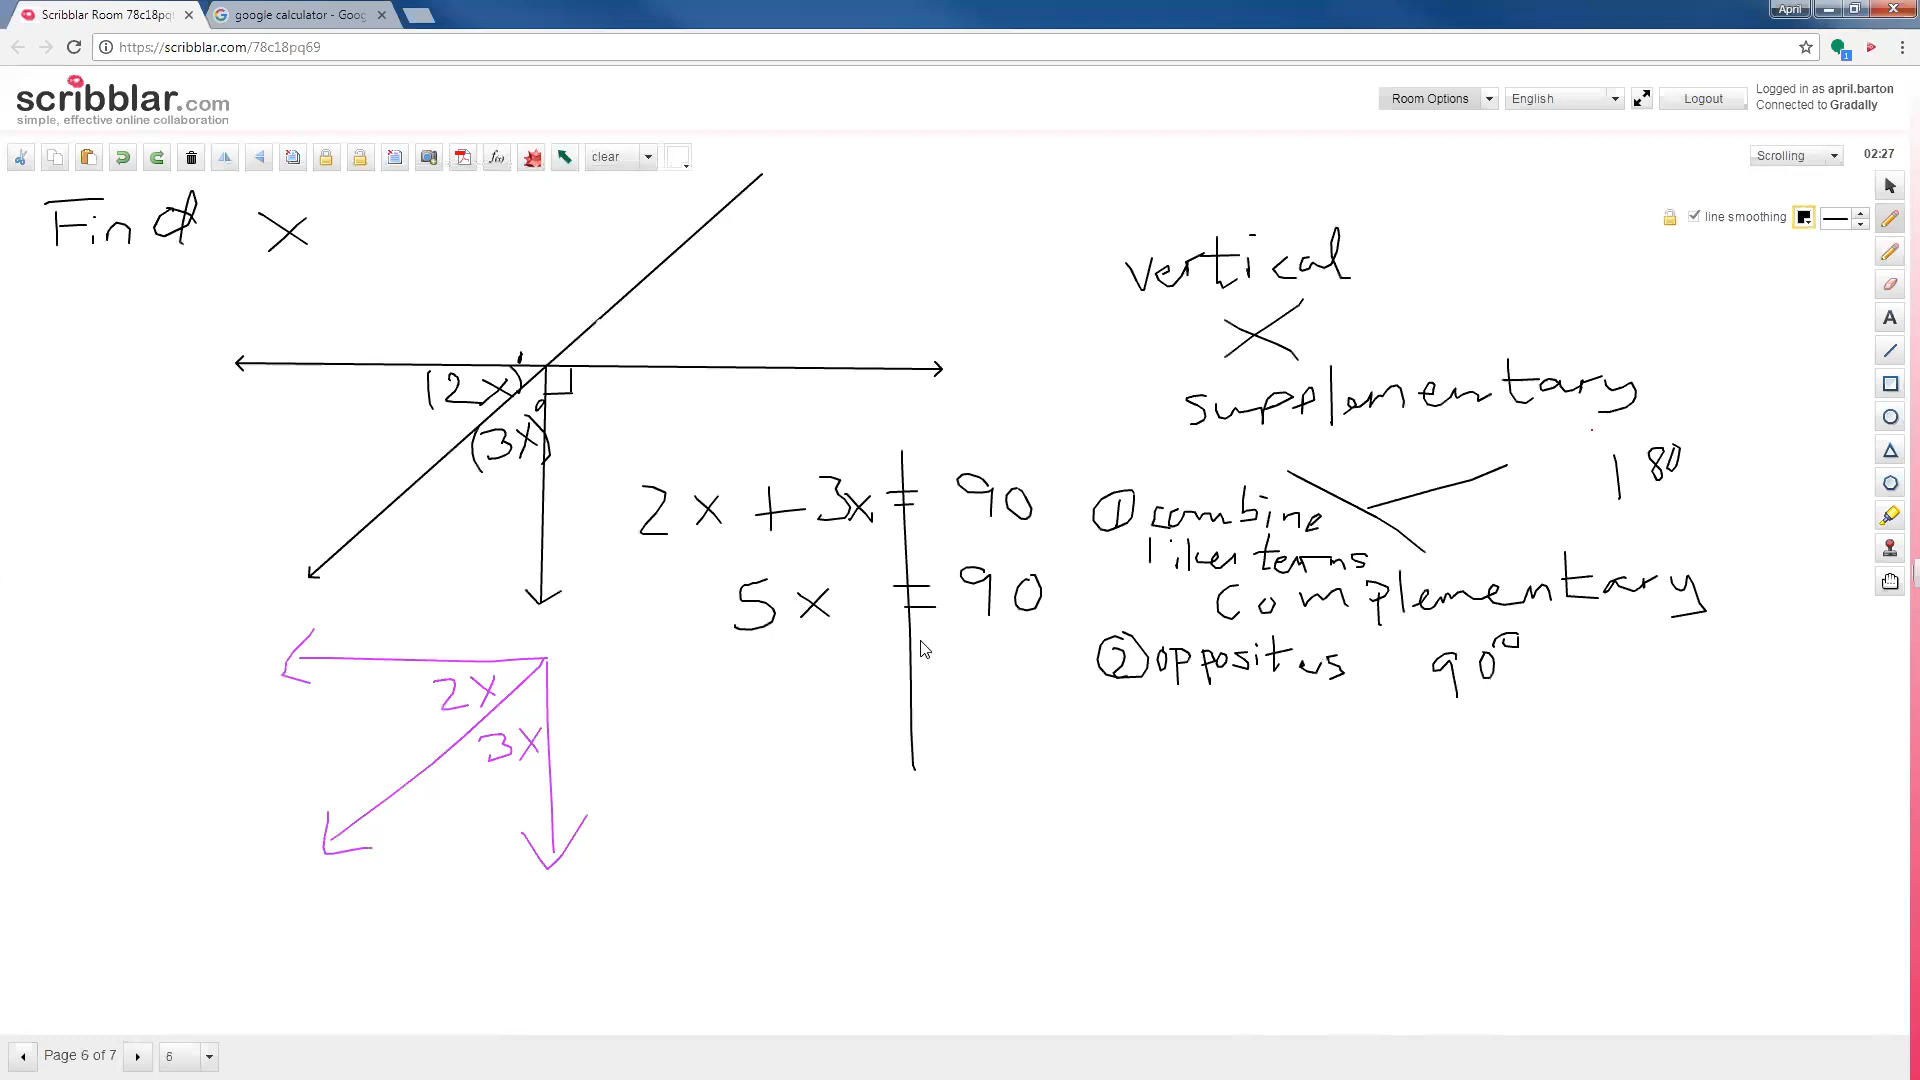 Scribblar Room 78c18pq
google calculator - Goog
April
https://scribblar.com/78c18pq69
1
scribblar.com
simple, effective online collaboration
Room Options
English
Logout
Logged in as april.barton
Connected to Gradally
f(x)
clear
Scrolling
02:27
line smoothing
A
Find x
(2x)°
(3x)°
vertical
supplementary
180
2x + 3x = 90
5x = 90
① combine
like terms
complementary
② opposites
90°
2x
3x
Page 6 of 7
6